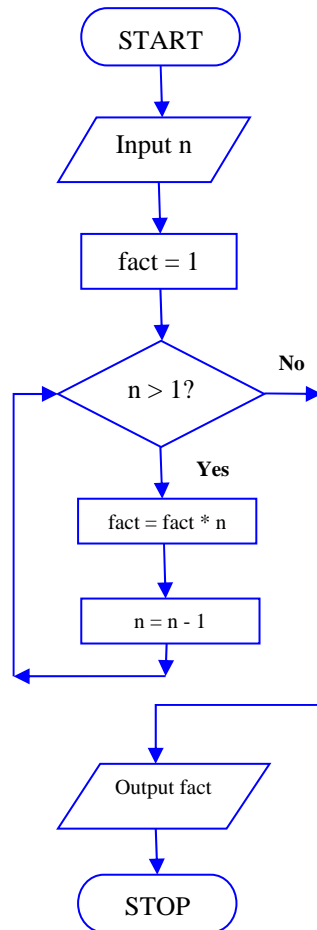 START
Input n
fact = 1
n > 1?
No
Yes
fact = fact * n
n = n - 1
Output fact
STOP